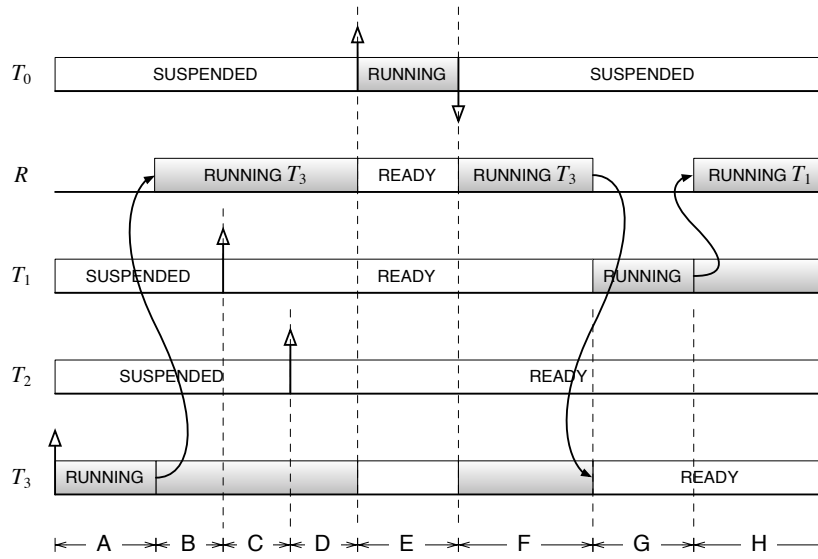 T0 SUSPENDED RUNNING SUSPENDED
R RUNNING T3 READY RUNNING T3 RUNNING T1
T1 SUSPENDED READY RUNNING
T2 SUSPENDED READY
T3 RUNNING READY
A B C D E F G H